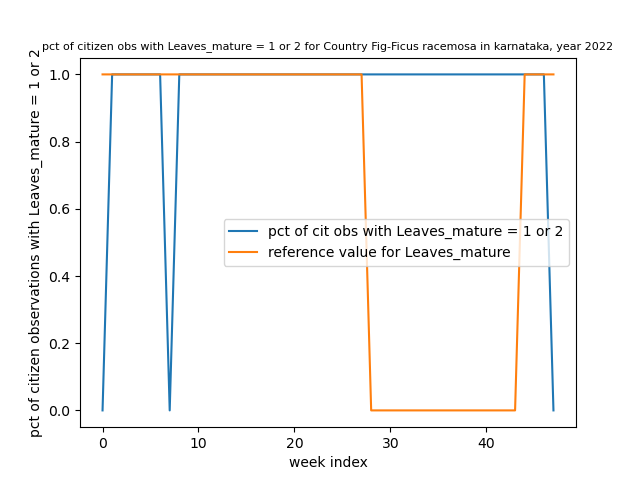 pct of citizen obs with Leaves_mature = 1 or 2 for Country Fig-Ficus racemosa in karnataka, year 2022
pct of citizen observations with Leaves_mature = 1 or 2
1.0
0.8
0.6
0.4
0.2
0.0
pct of cit obs with Leaves_mature = 1 or 2
reference value for Leaves_mature
0 10 20 30 40
week index